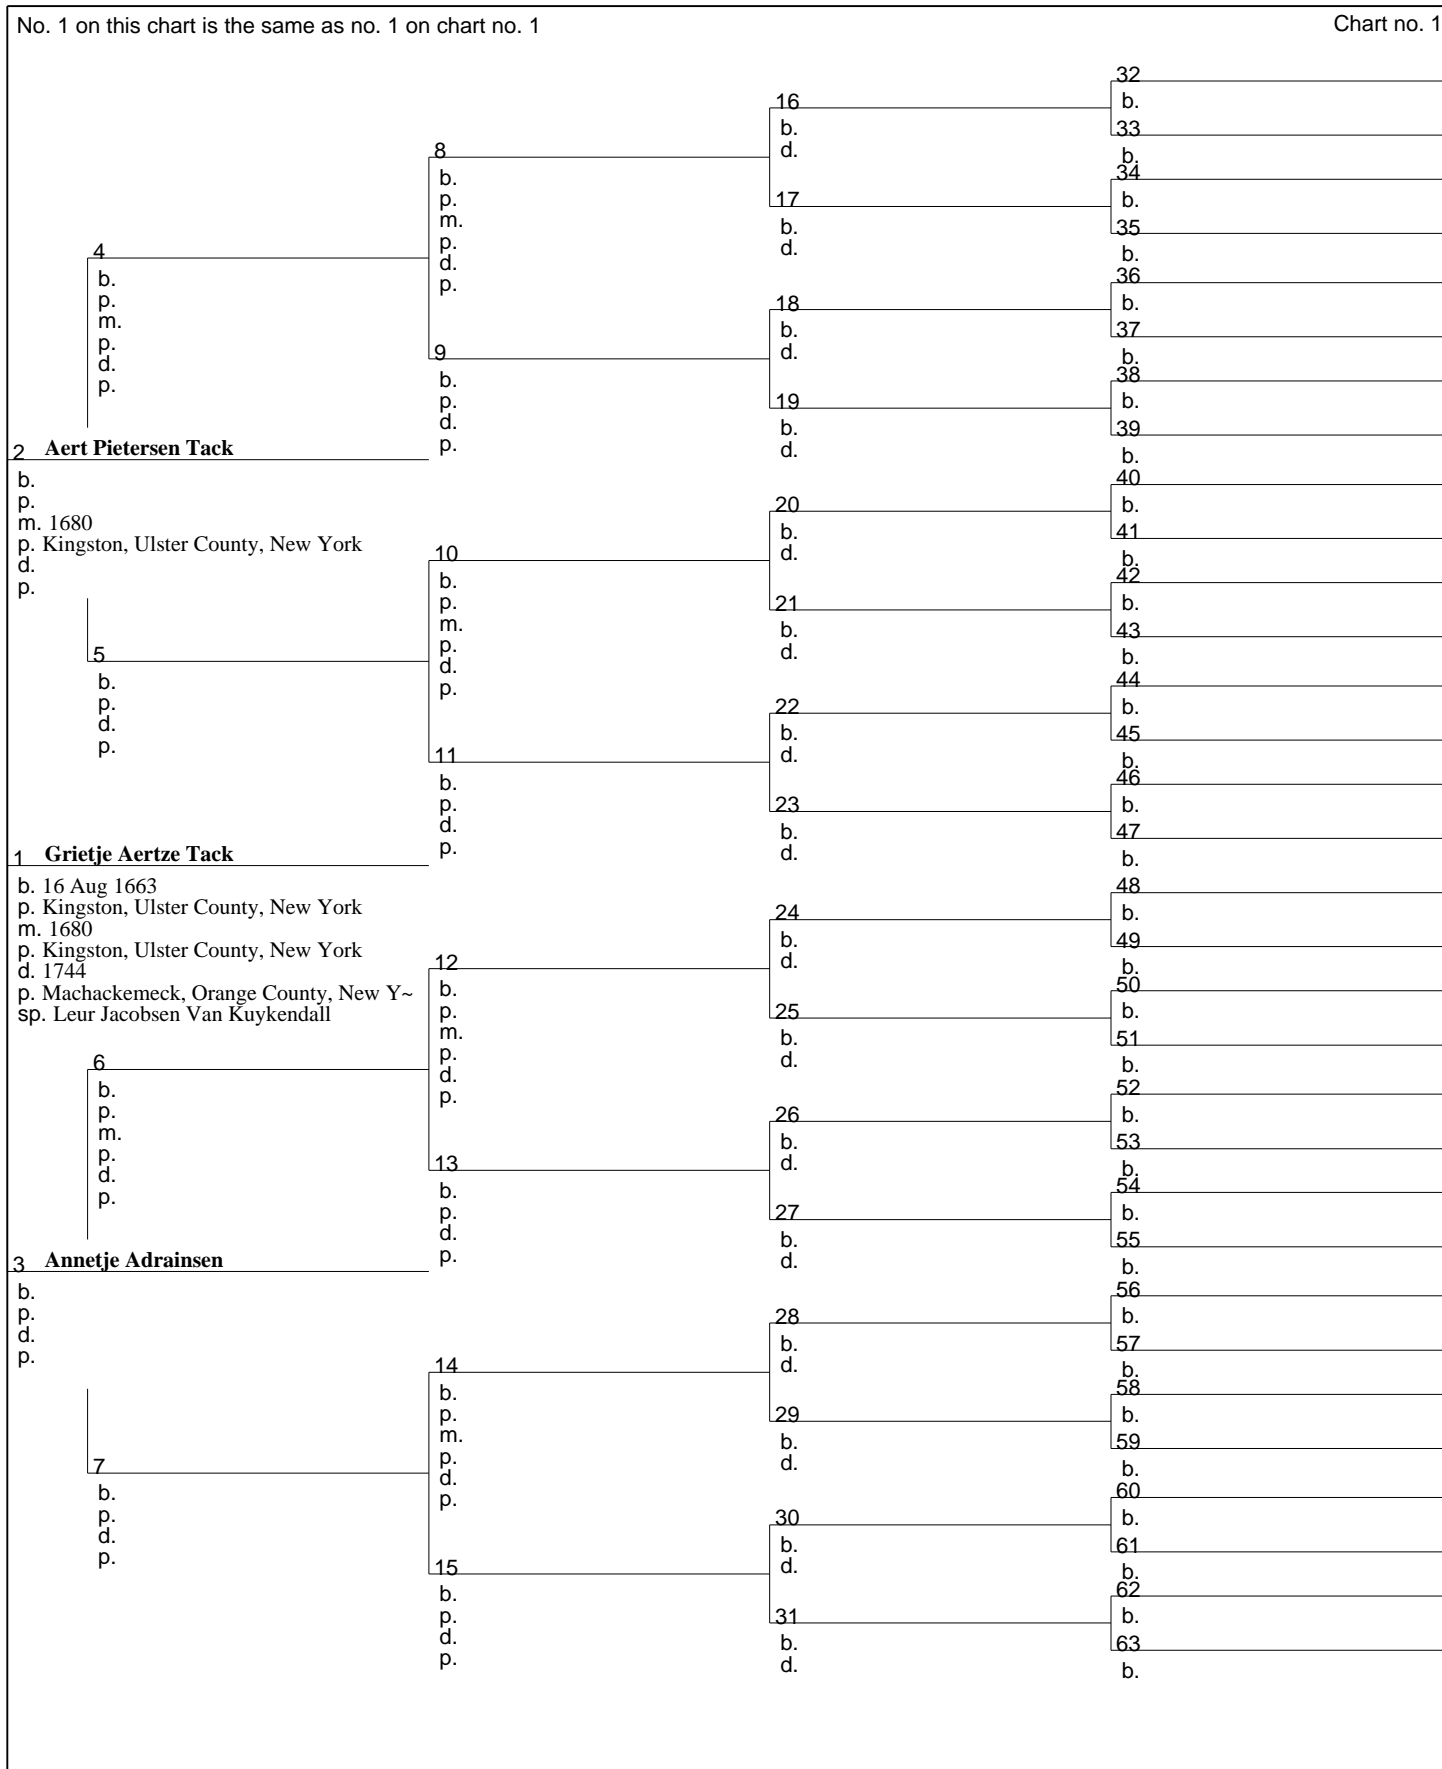 No. 1 on this chart is the same as no. 1 on chart no. 1
Chart no. 1
4
b.
p.
m.
p.
d.
p.
2 Aert Pietersen Tack
b.
p.
m. 1680
p. Kingston, Ulster County, New York
d.
p.
5
b.
p.
d.
p.
1 Grietje Aertze Tack
b. 16 Aug 1663
p. Kingston, Ulster County, New York
m. 1680
p. Kingston, Ulster County, New York
d. 1744
p. Machackemeck, Orange County, New Y~
sp. Leur Jacobsen Van Kuykendall
6
b.
p.
m.
p.
d.
p.
3 Annetje Adrainsen
b.
p.
d.
p.
7
b.
p.
d.
p.
8
b.
p.
m.
p.
d.
p.
9
b.
p.
d.
p.
10
b.
p.
m.
p.
d.
p.
11
b.
p.
d.
p.
12
b.
p.
m.
p.
d.
p.
13
b.
p.
d.
p.
14
b.
p.
m.
p.
d.
p.
15
b.
p.
d.
p.
16
b.
d.
17
b.
d.
18
b.
d.
19
b.
d.
20
b.
d.
21
b.
d.
22
b.
d.
23
b.
d.
24
b.
d.
25
b.
d.
26
b.
d.
27
b.
d.
28
b.
d.
29
b.
d.
30
b.
d.
31
b.
d.
32
b.
33
b.
34
b.
35
b.
36
b.
37
b.
38
b.
39
b.
40
b.
41
b.
42
b.
43
b.
44
b.
45
b.
46
b.
47
b.
48
b.
49
b.
50
b.
51
b.
52
b.
53
b.
54
b.
55
b.
56
b.
57
b.
58
b.
59
b.
60
b.
61
b.
62
b.
63
b.